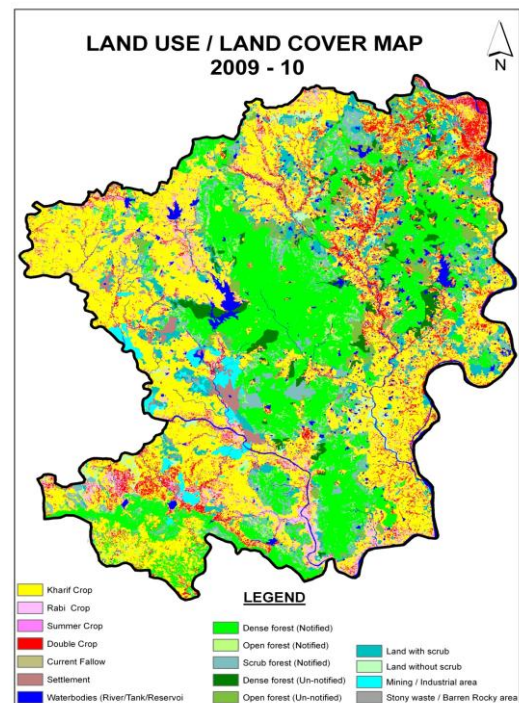 LAND USE / LAND COVER MAP
2009 - 10
N
LEGEND
Kharif Crop
Rabi Crop
Summer Crop
Double Crop
Current Fallow
Settlement
Waterbodies (River/Tank/Reservoi
Dense forest (Notified)
Open forest (Notified)
Scrub forest (Notified)
Dense forest (Un-notified)
Open forest (Un-notified)
Land with scrub
Land without scrub
Mining / Industrial area
Stony waste / Barren Rocky area